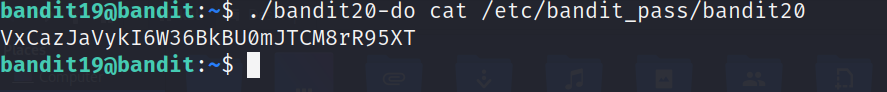 bandit19@bandit:~$ ./bandit20-do cat /etc/bandit_pass/bandit20
VxCazJaVykI6W36BkBU0mJTCM8rR95XT
bandit19@bandit:~$